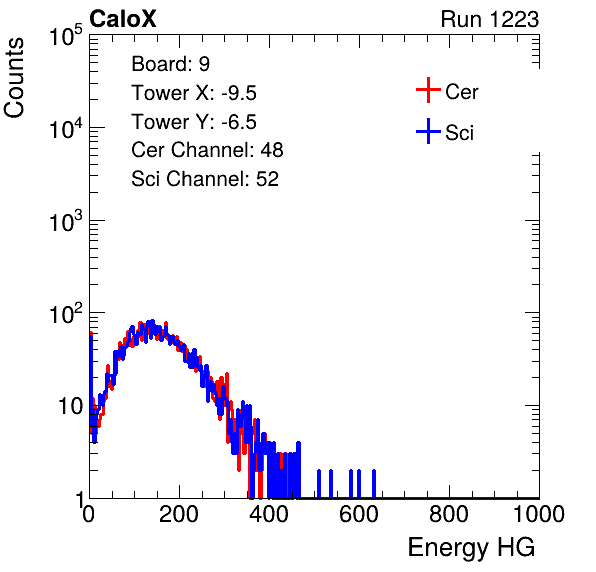 CaloX
Run 1223
Counts
Board: 9
Tower X: -9.5
Tower Y: -6.5
Cer Channel: 48
Sci Channel: 52
Cer
Sci
10^5
10^4
10^3
10^2
10
1
0 200 400 600 800 1000
Energy HG